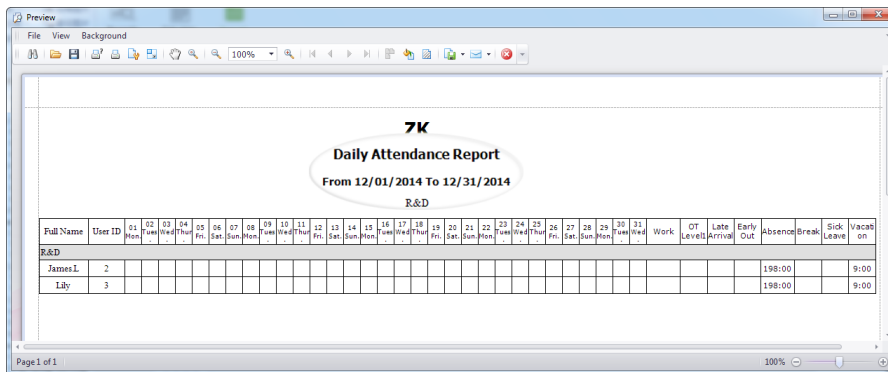 Preview
File View Background
100%
ZK
Daily Attendance Report
From 12/01/2014 To 12/31/2014
R&D
Full Name User ID 01 Mon. 02 Tues. 03 Wed. 04 Thur. 05 Fri. 06 Sat. 07 Sun. 08 Mon. 09 Tues. 10 Wed. 11 Thur. 12 Fri. 13 Sat. 14 Sun. 15 Mon. 16 Tues. 17 Wed. 18 Thur. 19 Fri. 20 Sat. 21 Sun. 22 Mon. 23 Tues. 24 Wed. 25 Thur. 26 Fri. 27 Sat. 28 Sun. 29 Mon. 30 Tues. 31 Wed. Work OT Level1 Late Arrival Early Out Absence Break Sick Leave Vacation
R&D
James.L 2 198:00 9:00
Lily 3 198:00 9:00
Page 1 of 1 100%